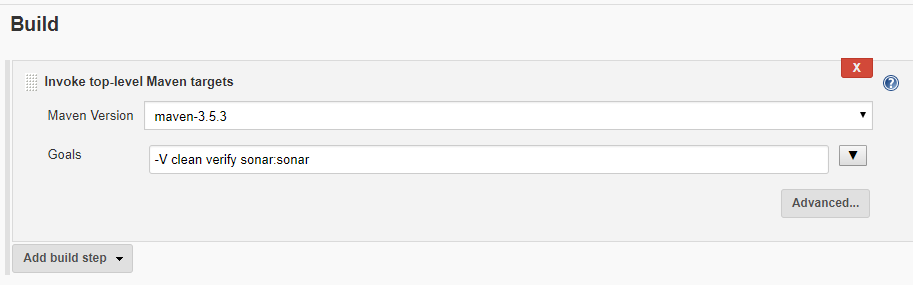 Build
X
Invoke top-level Maven targets
?
Maven Version maven-3.5.3
Goals -V clean verify sonar:sonar
Advanced...
Add build step